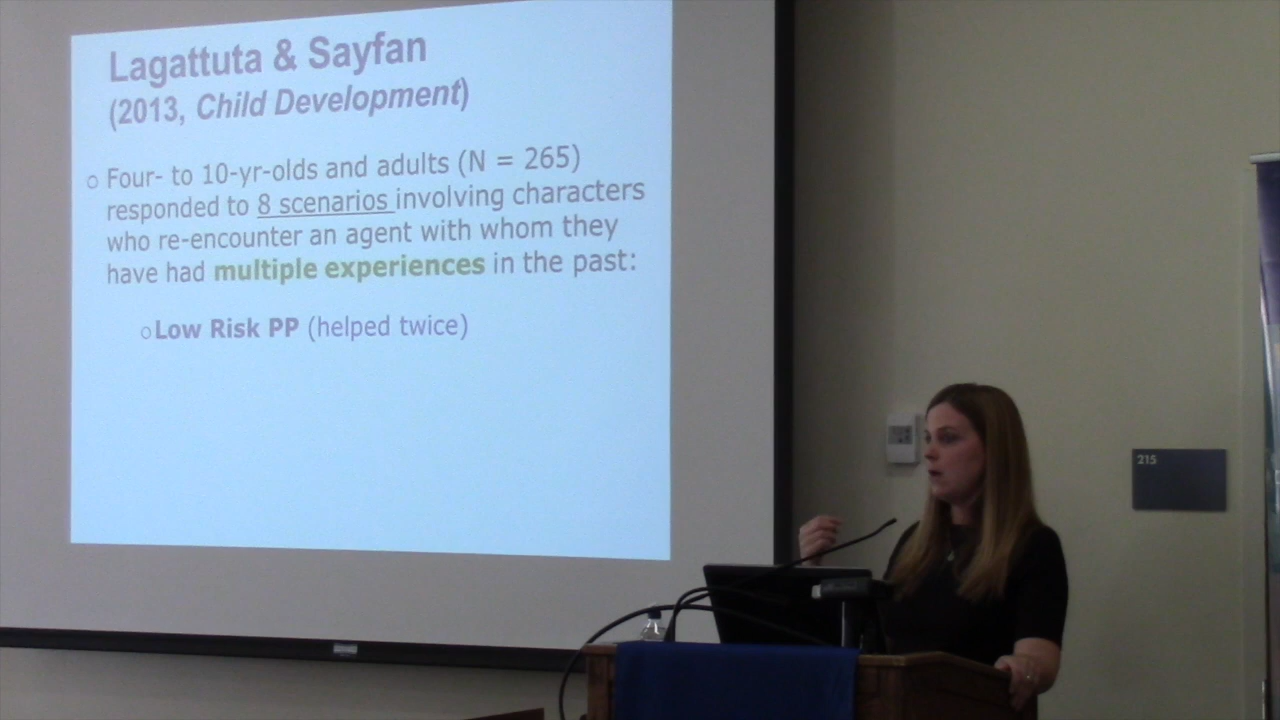 Lagattuta & Sayfan
(2013, Child Development)
o Four- to 10-yr-olds and adults (N = 265)
responded to 8 scenarios involving characters
who re-encounter an agent with whom they
have had multiple experiences in the past:
o Low Risk PP (helped twice)
215